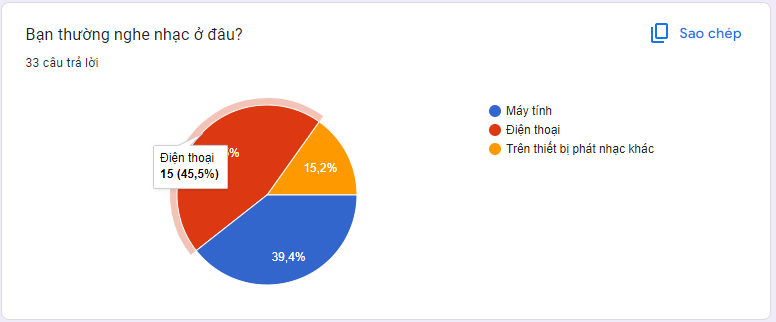 Bạn thường nghe nhạc ở đâu?
Sao chép
33 câu trả lời
Máy tính
Điện thoại
Trên thiết bị phát nhạc khác
Điện thoại
15 (45,5%)
15,2%
39,4%